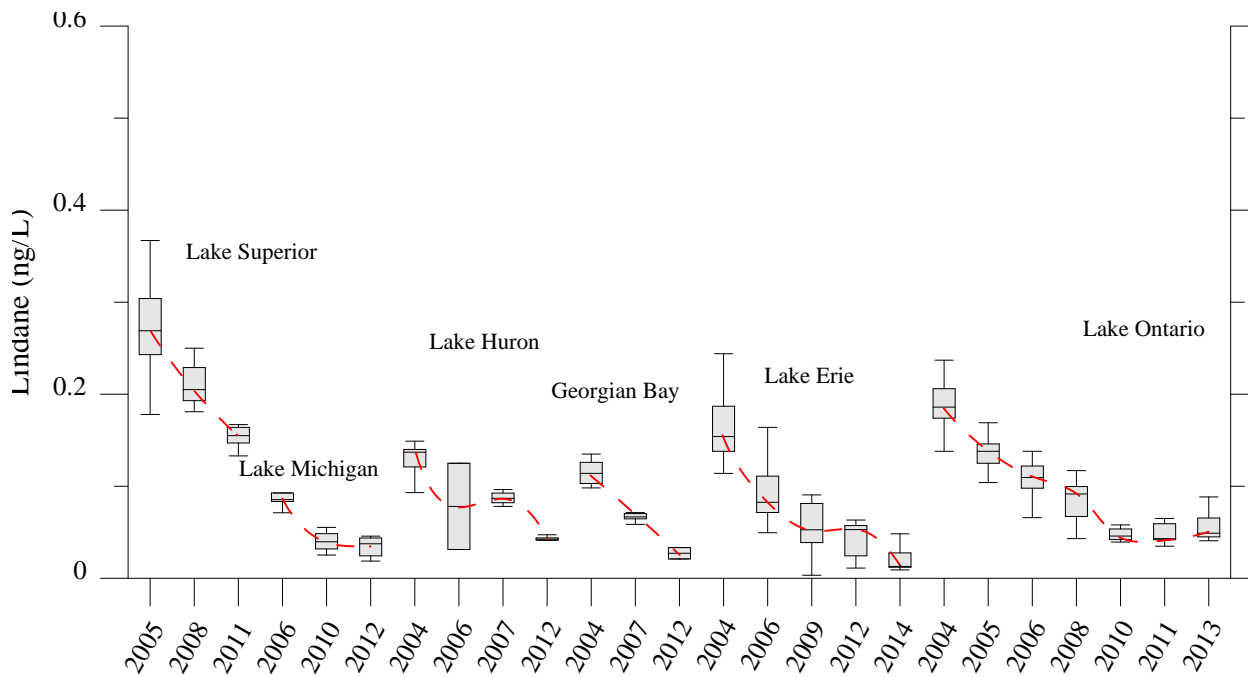 0.6
0.4
0.2
0
Lindane (ng/L)
Lake Superior
Lake Michigan
Lake Huron
Georgian Bay
Lake Erie
Lake Ontario
2005 2008 2011 2006 2010 2012 2004 2006 2007 2012 2004 2007 2012 2004 2006 2009 2012 2014 2004 2005 2006 2008 2010 2011 2013